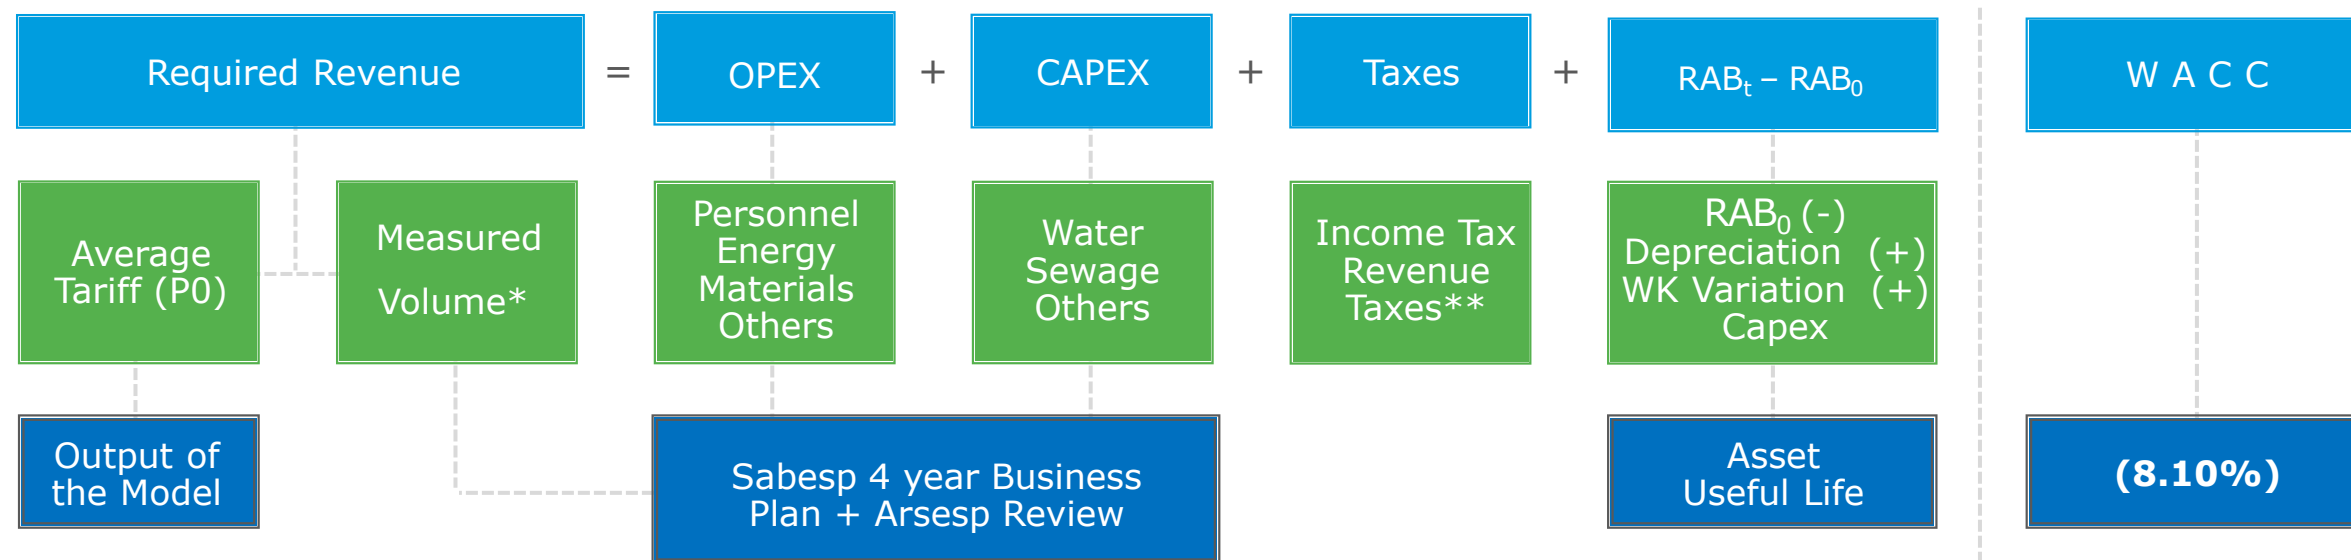 Required Revenue = OPEX + CAPEX + Taxes + RABt – RAB0
W A C C
Average
Tariff (P0)
Measured
Volume*
Personnel
Energy
Materials
Others
Water
Sewage
Others
Income Tax
Revenue
Taxes**
RAB0 (-)
Depreciation (+)
WK Variation (+)
Capex
Output of
the Model
Sabesp 4 year Business
Plan + Arsesp Review
Asset
Useful Life
(8.10%)